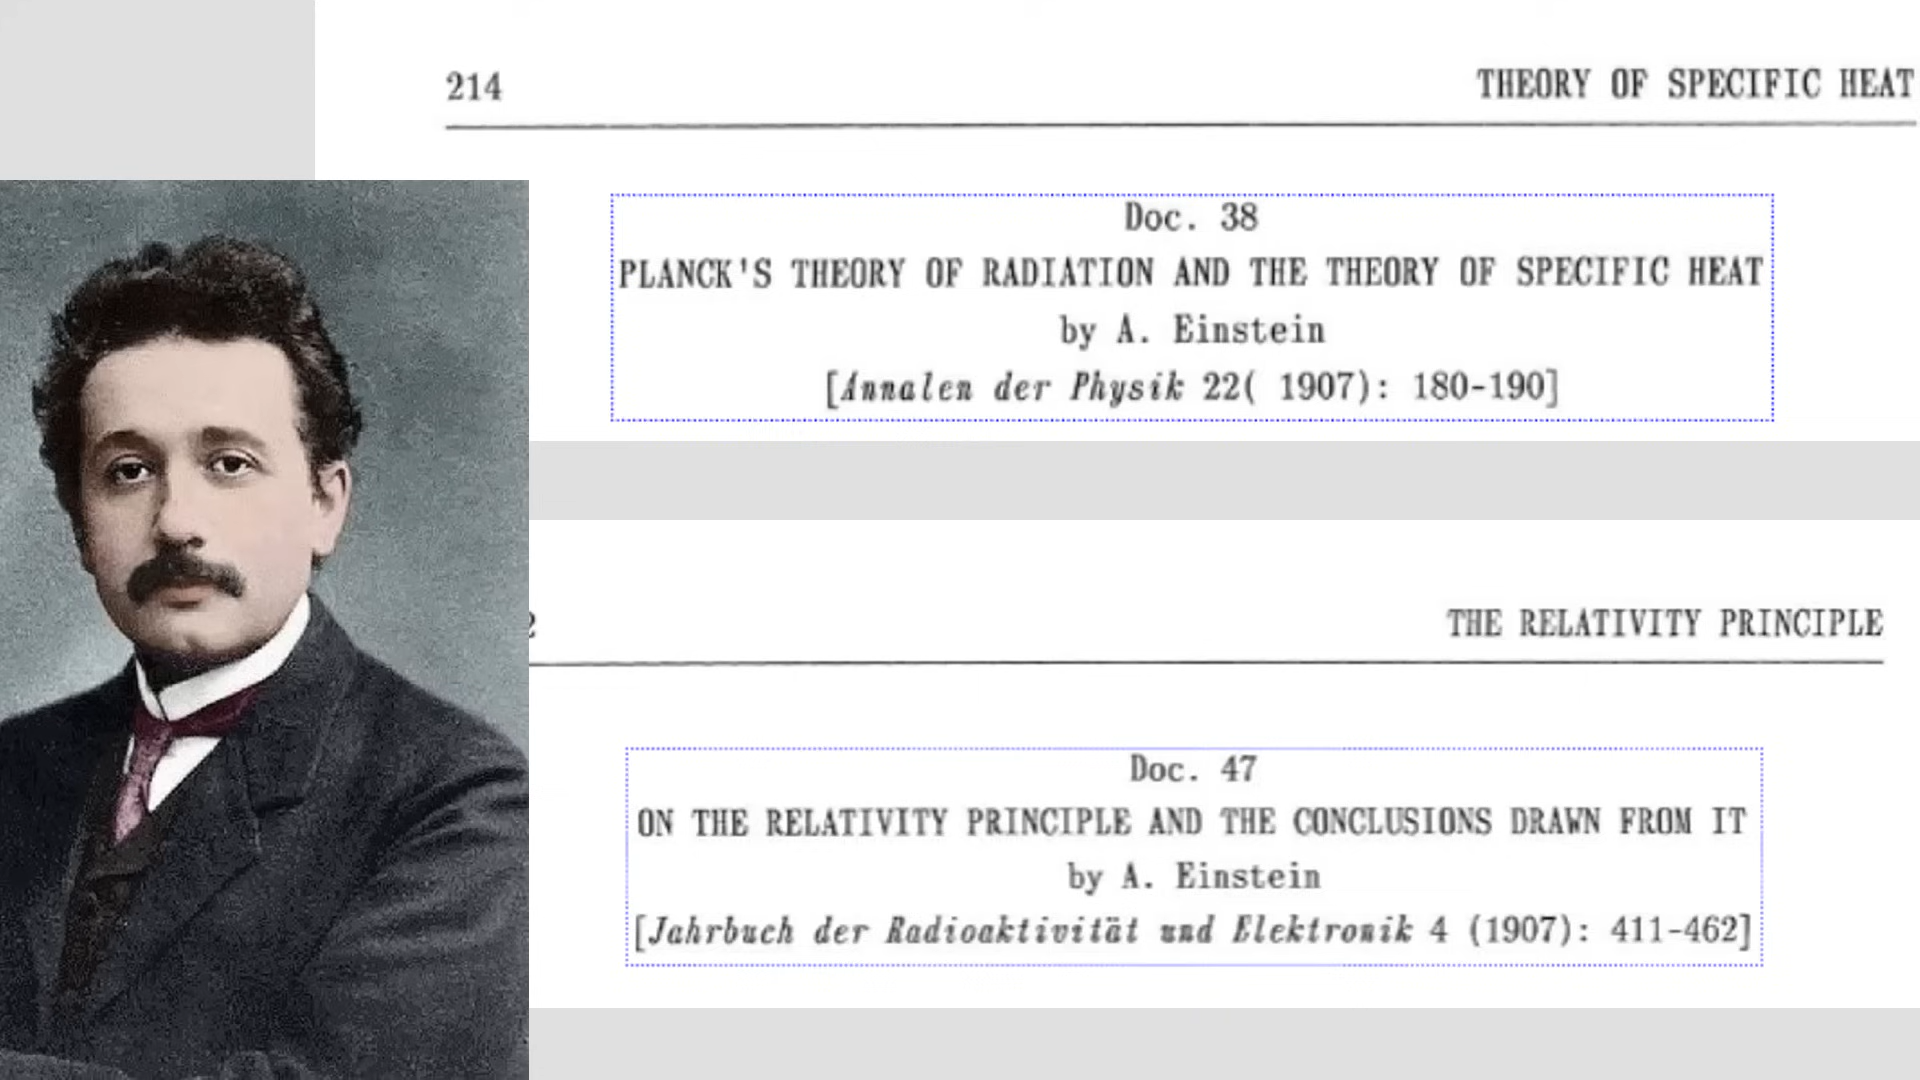 214
THEORY OF SPECIFIC HEAT
Doc. 38
PLANCK'S THEORY OF RADIATION AND THE THEORY OF SPECIFIC HEAT
by A. Einstein
[Annalen der Physik 22( 1907): 180-190]
THE RELATIVITY PRINCIPLE
Doc. 47
ON THE RELATIVITY PRINCIPLE AND THE CONCLUSIONS DRAWN FROM IT
by A. Einstein
[Jahrbuch der Radioaktivität und Elektronik 4 (1907): 411-462]